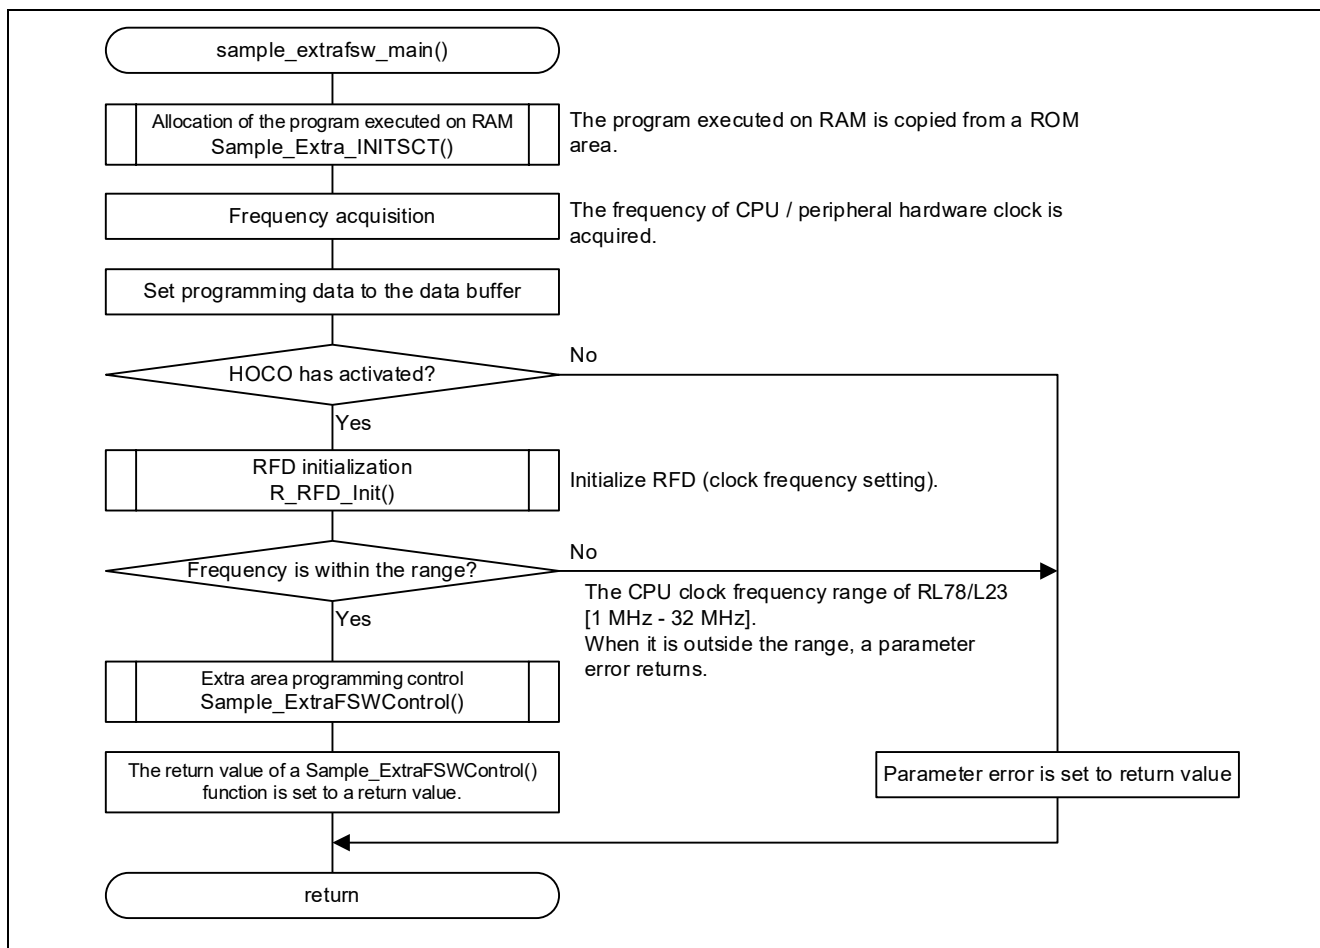 sample_extrafsw_main()
Allocation of the program executed on RAM
Sample_Extra_INITSCT()
The program executed on RAM is copied from a ROM
area.
Frequency acquisition
The frequency of CPU / peripheral hardware clock is
acquired.
Set programming data to the data buffer
HOCO has activated?
No
Yes
RFD initialization
R_RFD_Init()
Initialize RFD (clock frequency setting).
Frequency is within the range?
No
The CPU clock frequency range of RL78/L23
[1 MHz - 32 MHz].
When it is outside the range, a parameter
error returns.
Yes
Extra area programming control
Sample_ExtraFSWControl()
The return value of a Sample_ExtraFSWControl()
function is set to a return value.
Parameter error is set to return value
return